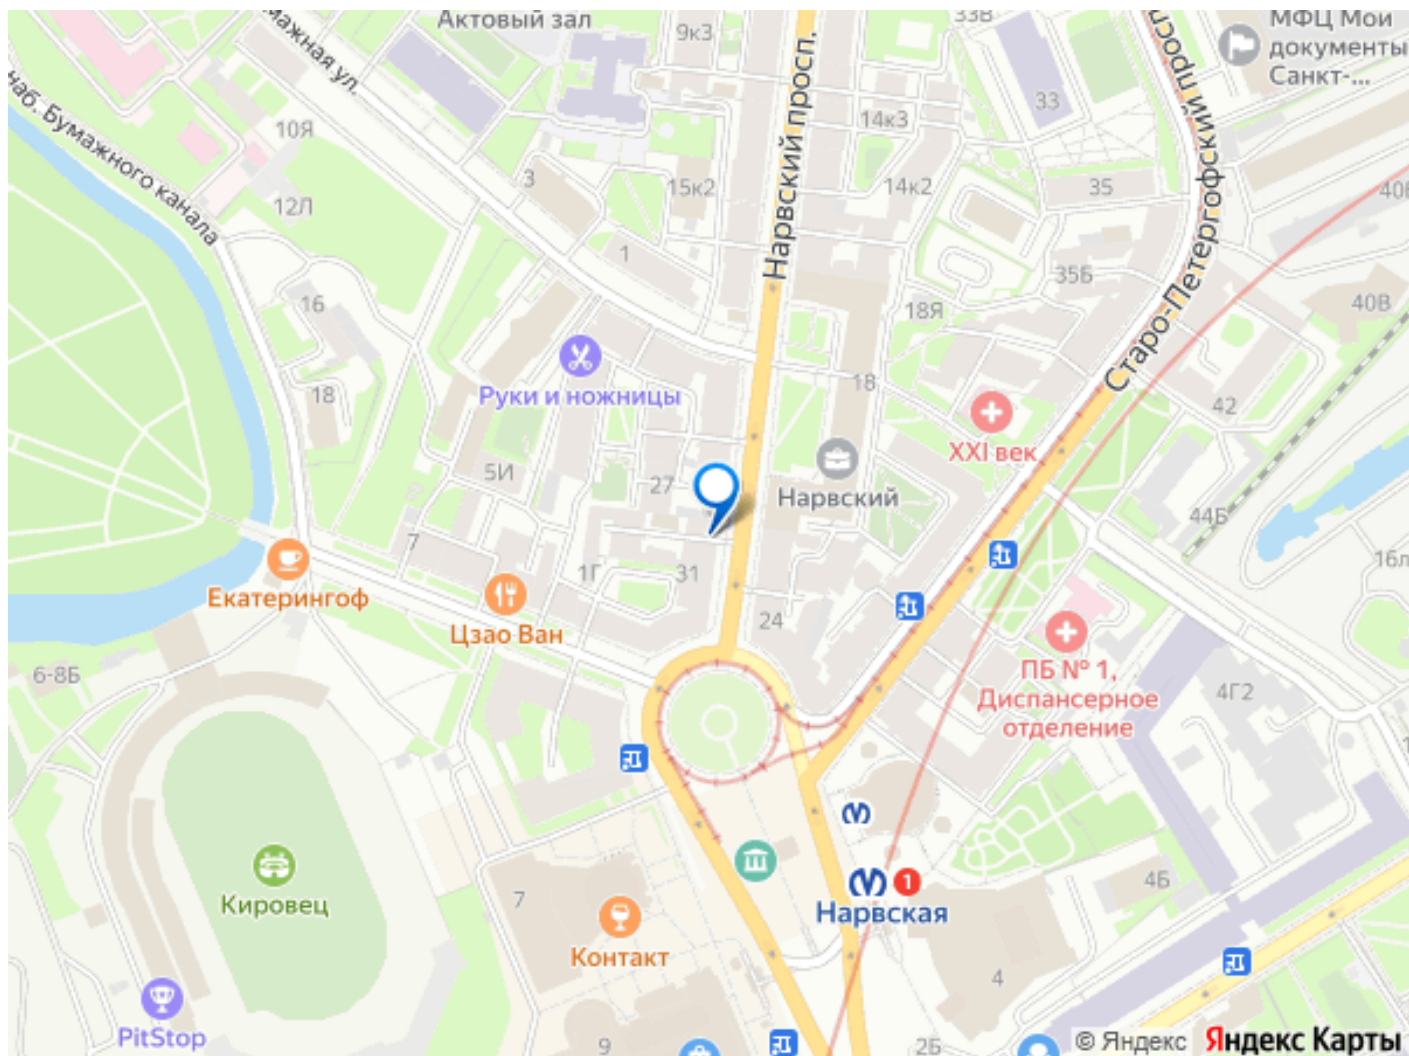 Актовый зал
9к3
33В
МФЦ Мои
документы
Санкт-...
мажная ул.
Нарвский просп.
Старо-Петергофский просп
наб. Бумажного канала
10Я
33
14к3
3
15к2
14к2
35
40В
12Л
1
35Б
16
18Я
40В
Руки и ножницы
18
18
42
XXI век
5И
27
Нарвский
44Б
7
16л
1Г
31
Екатерингоф
Цзао Ван
24
6-8Б
ПБ № 1,
Диспансерное
отделение
4Г2
1
Кировец
7
Нарвская
4Б
Контакт
4
PitStop
9
2Б
© Яндекс Яндекс Карты